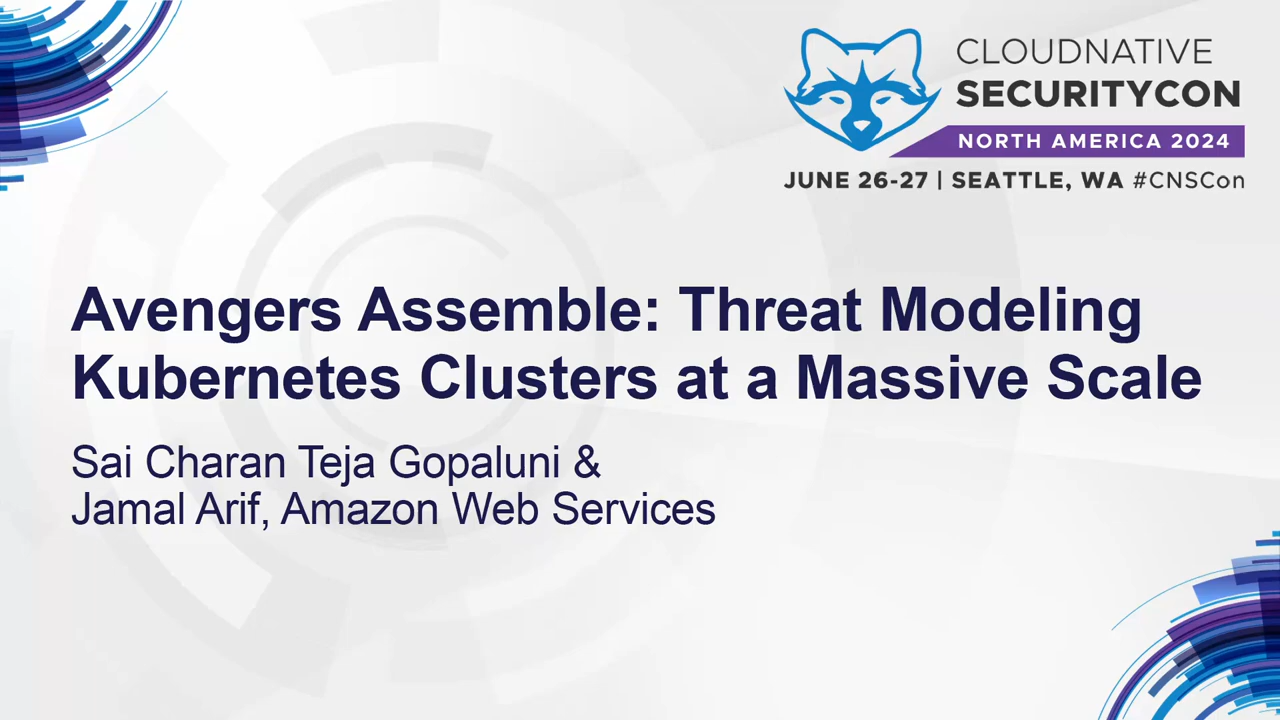 CLOUDNATIVE
SECURITYCON
NORTH AMERICA 2024
JUNE 26-27 | SEATTLE, WA #CNSCon
Avengers Assemble: Threat Modeling
Kubernetes Clusters at a Massive Scale
Sai Charan Teja Gopaluni &
Jamal Arif, Amazon Web Services